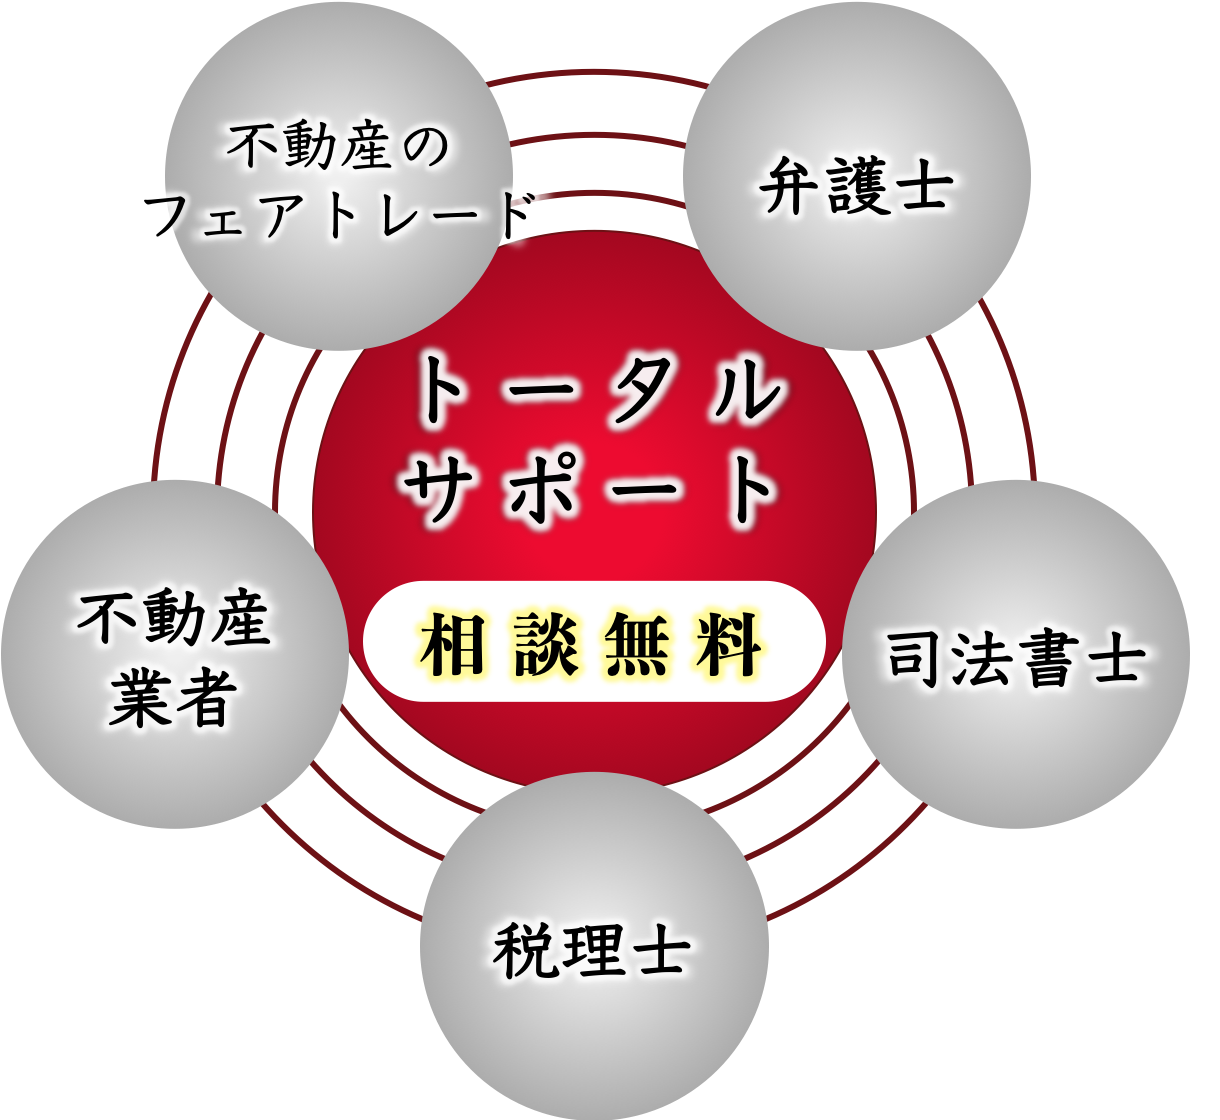 不動産の
フェアトレード
弁護士
トータル
サポート
相談無料
不動産
業者
司法書士
税理士